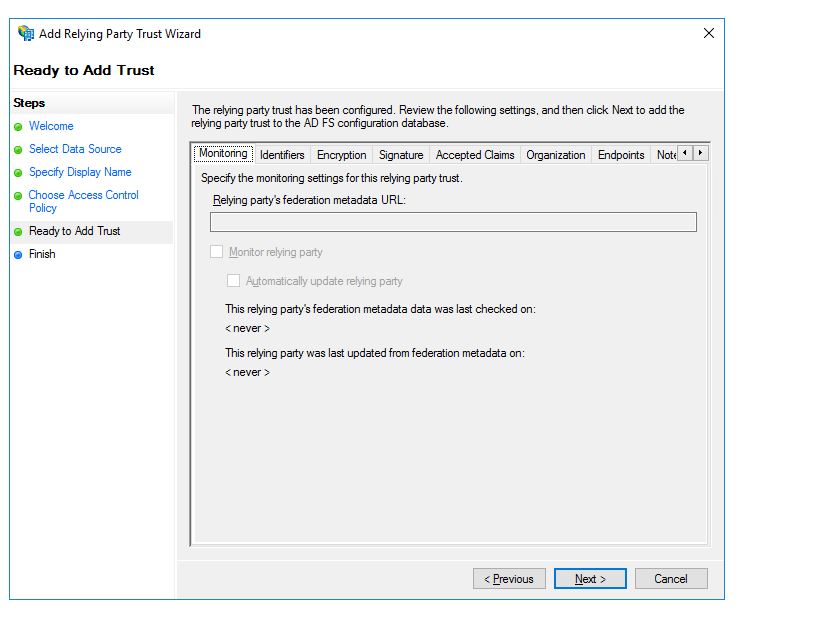 Add Relying Party Trust Wizard
Ready to Add Trust
Steps
Welcome
Select Data Source
Specify Display Name
Choose Access Control
Policy
Ready to Add Trust
Finish
The relying party trust has been configured. Review the following settings, and then click Next to add the
relying party trust to the AD FS configuration database.
Monitoring Identifiers Encryption Signature Accepted Claims Organization Endpoints Note
Specify the monitoring settings for this relying party trust.
Relying party's federation metadata URL:
Monitor relying party
Automatically update relying party
This relying party's federation metadata data was last checked on:
< never >
This relying party was last updated from federation metadata on:
< never >
< Previous Next > Cancel